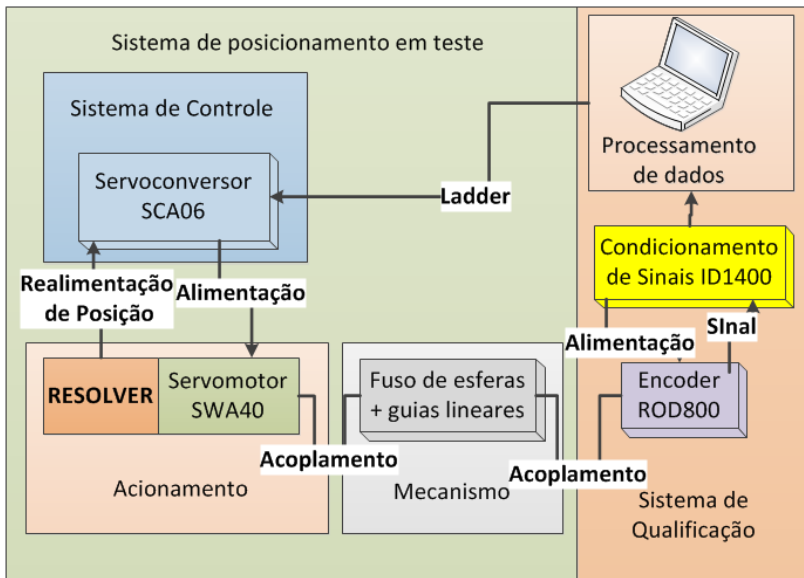 Sistema de posicionamento em teste
Sistema de Controle
Servoconversor
SCA06
Ladder
Processamento
de dados
Condicionamento
de Sinais ID1400
Realimentação
de Posição
Alimentação
Alimentação
SInal
RESOLVER
Servomotor
SWA40
Fuso de esferas
+ guias lineares
Encoder
ROD800
Acoplamento
Acoplamento
Acionamento
Mecanismo
Sistema de
Qualificação